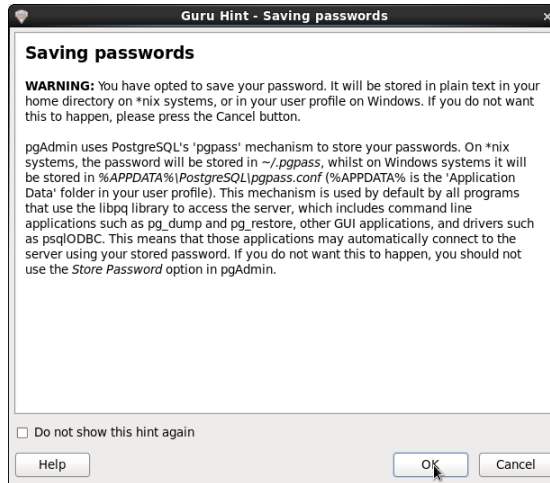 Guru Hint - Saving passwords
Saving passwords
WARNING: You have opted to save your password. It will be stored in plain text in your
home directory on *nix systems, or in your user profile on Windows. If you do not want
this to happen, please press the Cancel button.
pgAdmin uses PostgreSQL's 'pgpass' mechanism to store your passwords. On *nix
systems, the password will be stored in ~/.pgpass, whilst on Windows systems it will
be stored in %APPDATA%\PostgreSQL\pgpass.conf (%APPDATA% is the 'Application
Data' folder in your user profile). This mechanism is used by default by all programs
that use the libpq library to access the server, which includes command line
applications such as pg_dump and pg_restore, other GUI applications, and drivers such
as psqlODBC. This means that those applications may automatically connect to the
server using your stored password. If you do not want this to happen, you should not
use the Store Password option in pgAdmin.
Do not show this hint again
Help
OK
Cancel